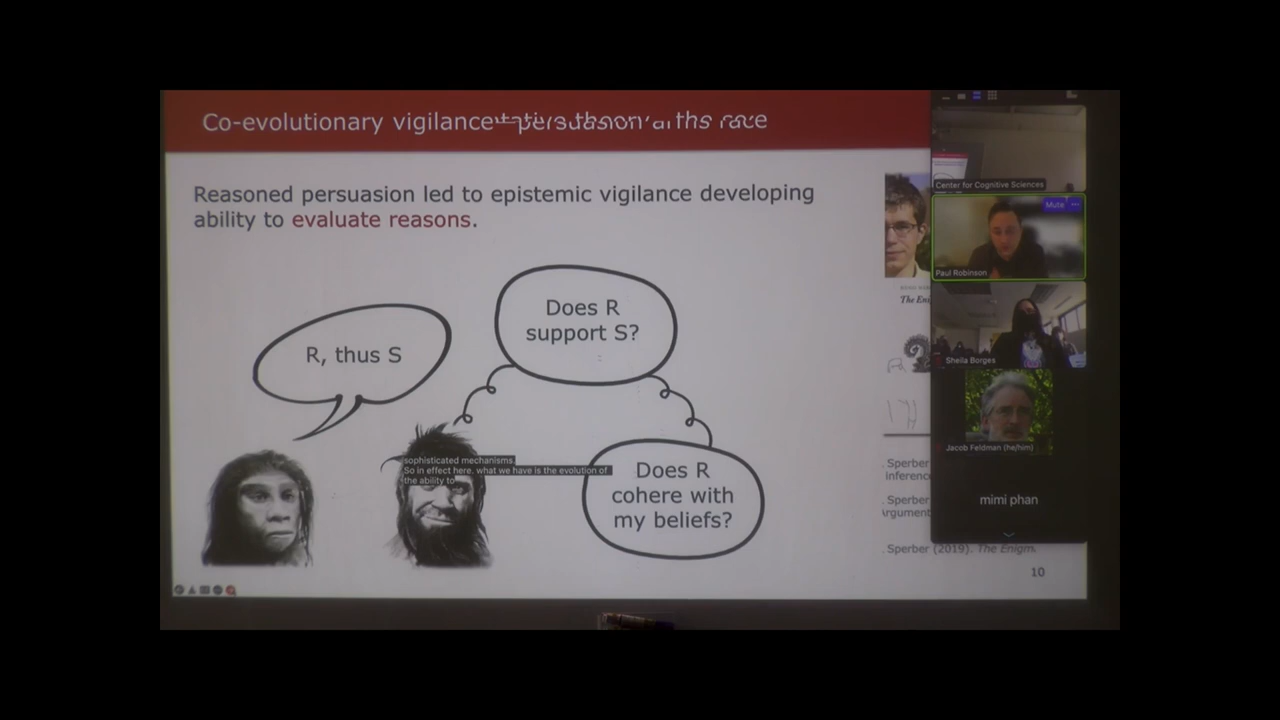 Co-evolutionary vigilance
Reasoned persuasion led to epistemic vigilance developing
ability to evaluate reasons.
R, thus S
Does R
support S?
Does R
cohere with
my beliefs?
sophisticated mechanisms.
So in effect here. what we have is the evolution of
the ability to
Sperber
Sperber
Sperber (2019). The Enigm
10
Center for Cognitive Sciences
Mute
Paul Robinson
Sheila Borges
Jacob Feldman (he/him)
mimi phan